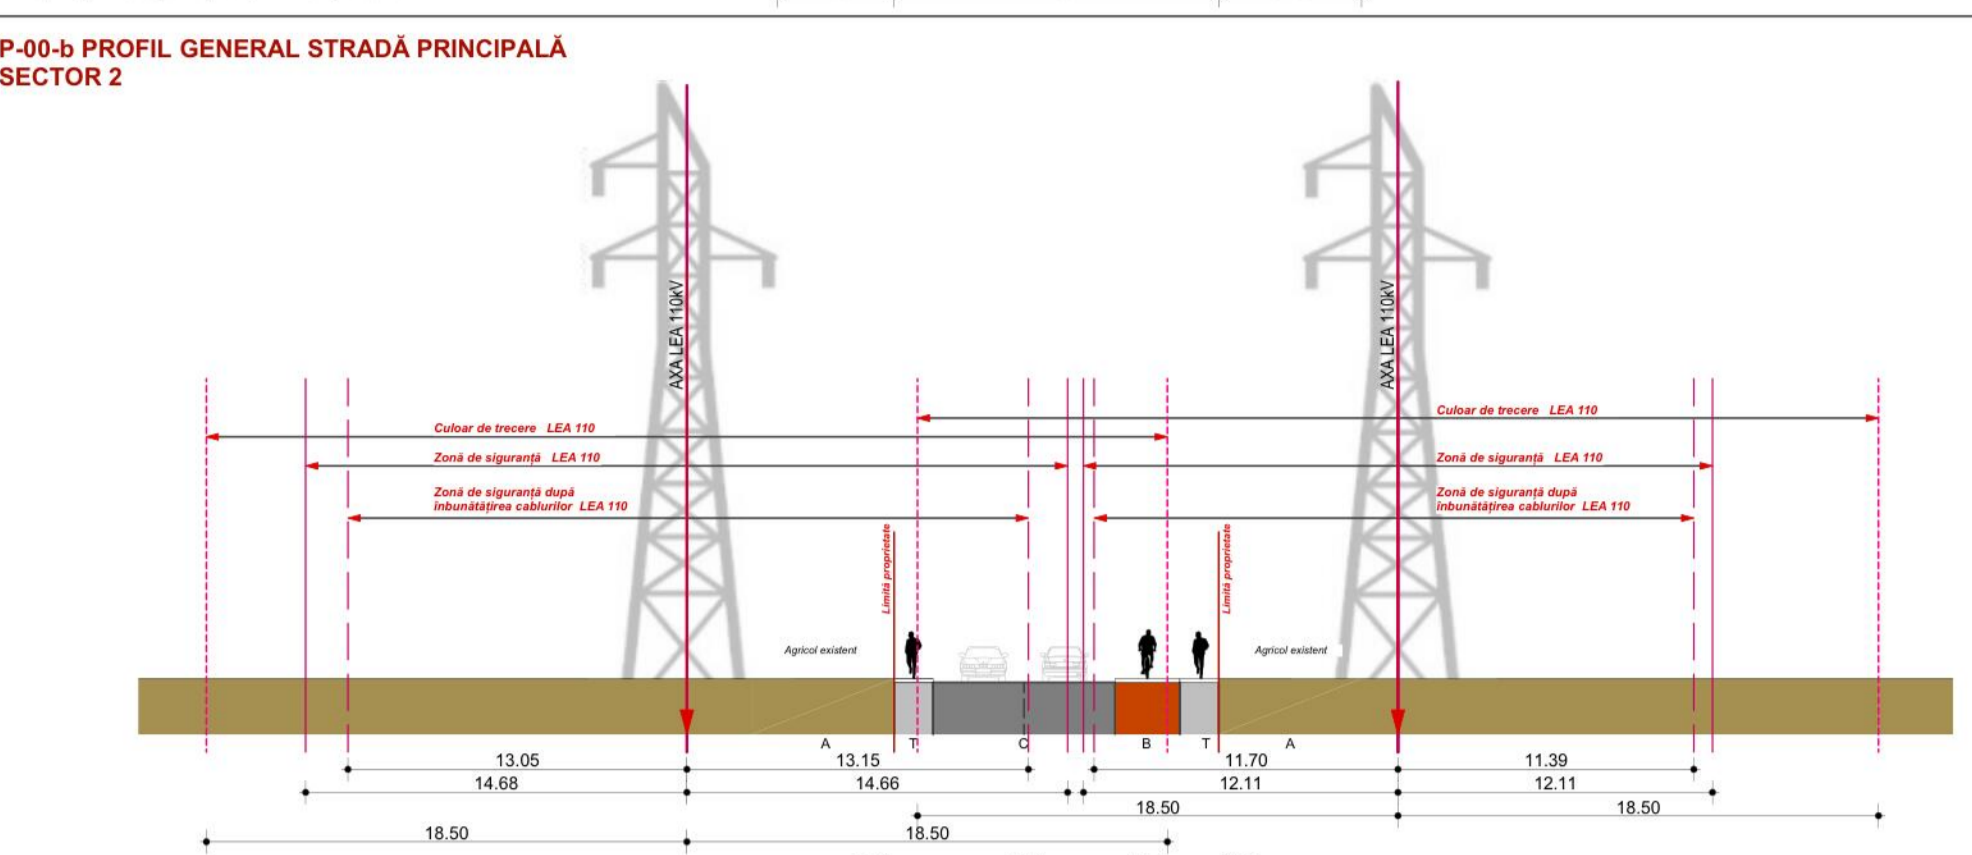 P-00-b PROFIL GENERAL STRADĂ PRINCIPALĂ
SECTOR 2
AXA LEA 110kV
AXA LEA 110kV
Culoar de trecere LEA 110
Culoar de trecere LEA 110
Zonă de siguranță LEA 110
Zonă de siguranță LEA 110
Zonă de siguranță după
înbunătățirea cablurilor LEA 110
Zonă de siguranță după
înbunătățirea cablurilor LEA 110
Limită proprietate
Limită proprietate
Agricol existent
Agricol existent
A T C B T A
13.05 13.15 11.70 11.39
14.68 14.66 12.11 12.11
18.50 18.50
18.50 18.50